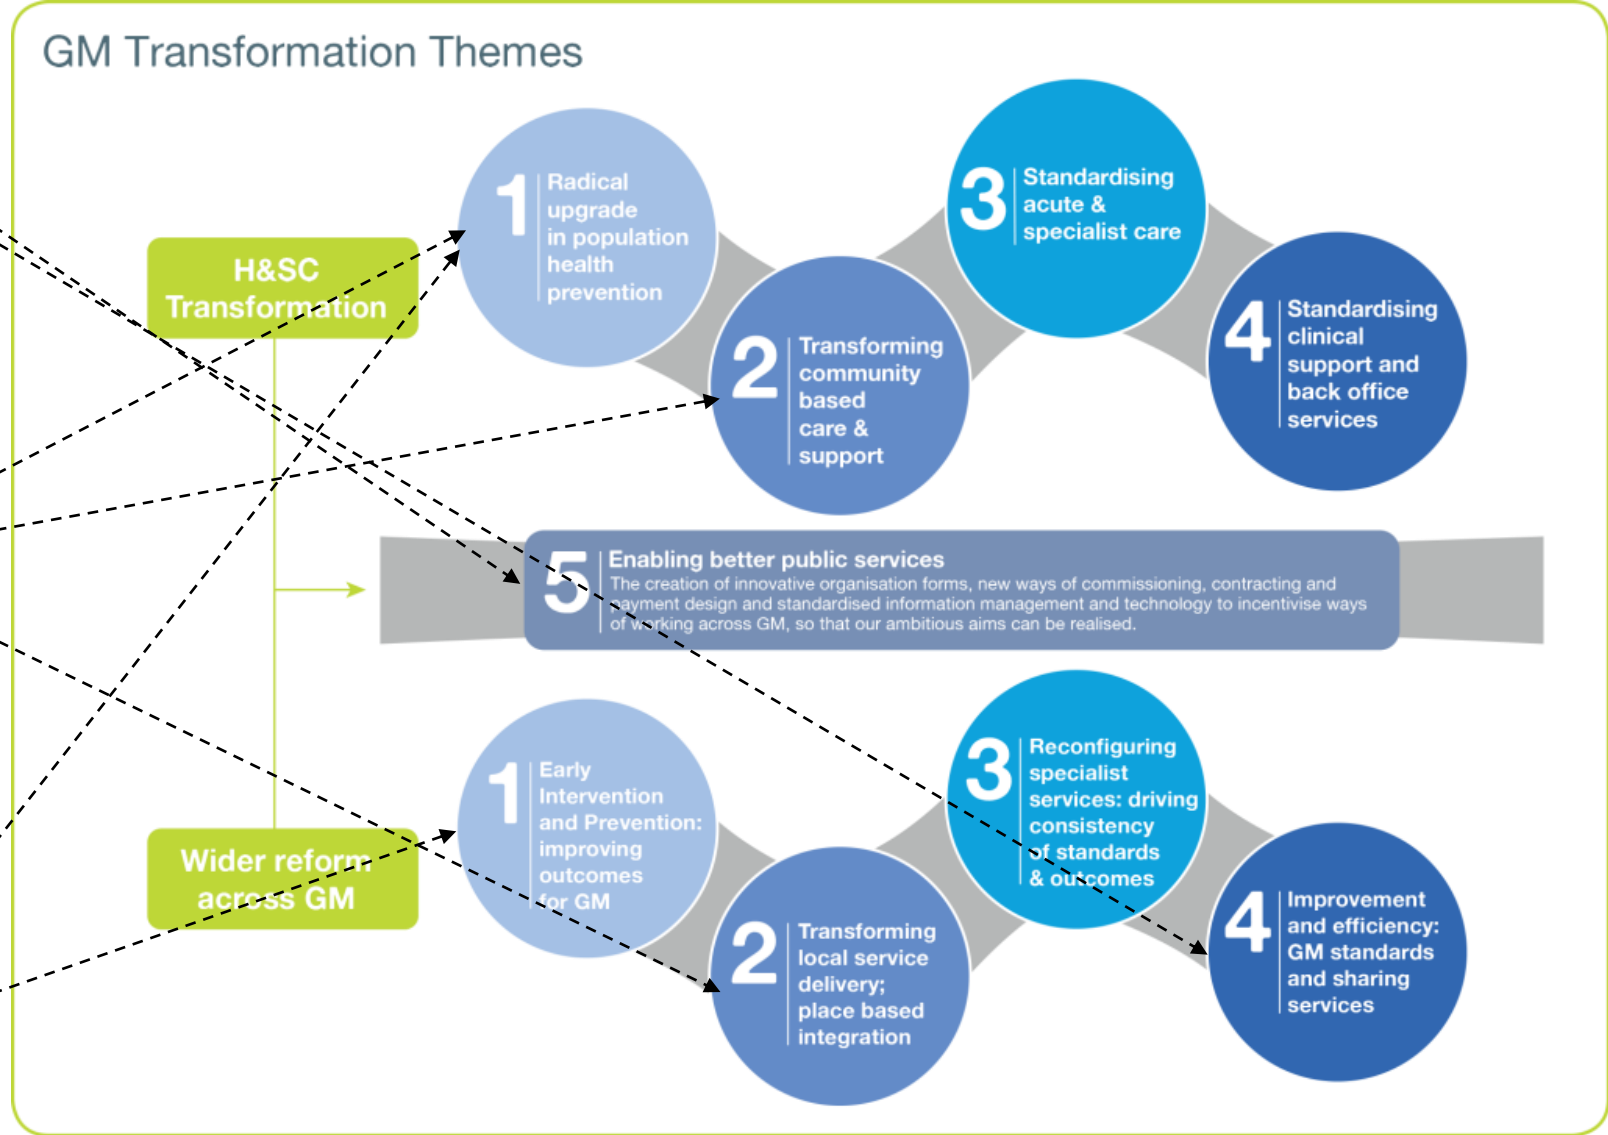 GM Transformation Themes
H&SC
Transformation
1
Radical
upgrade
in population
health
prevention
2
Transforming
community
based
care &
support
3
Standardising
acute &
specialist care
4
Standardising
clinical
support and
back office
services
5
Enabling better public services
The creation of innovative organisation forms, new ways of commissioning, contracting and
payment design and standardised information management and technology to incentivise ways
of working across GM, so that our ambitious aims can be realised.
Wider reform
across GM
1
Early
Intervention
and Prevention:
improving
outcomes
for GM
2
Transforming
local service
delivery;
place based
integration
3
Reconfiguring
specialist
services: driving
consistency
of standards
& outcomes
4
Improvement
and efficiency:
GM standards
and sharing
services